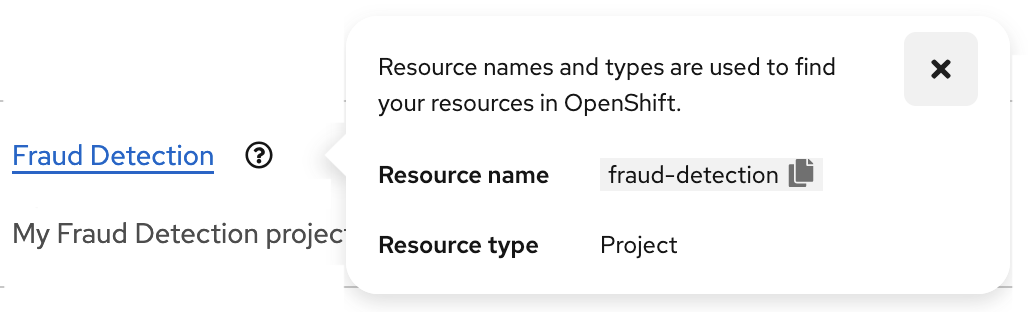 Resource names and types are used to find
your resources in OpenShift.
Fraud Detection
Resource name fraud-detection
My Fraud Detection project
Resource type Project